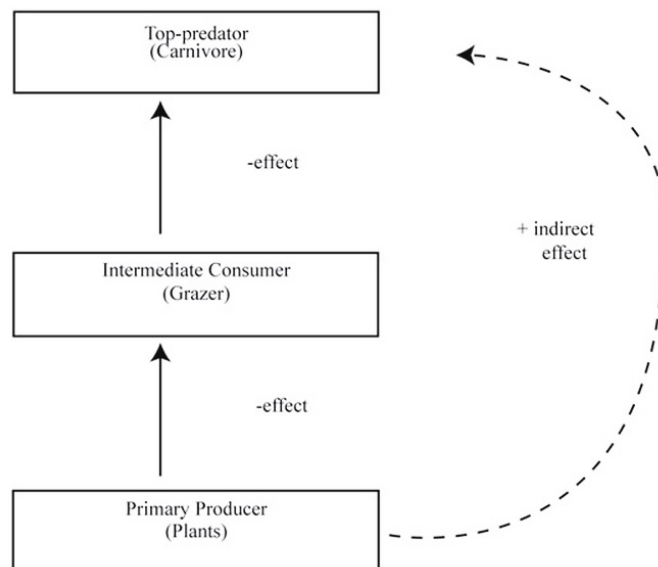 Top-predator
(Carnivore)
-effect
+ indirect
effect
Intermediate Consumer
(Grazer)
-effect
Primary Producer
(Plants)